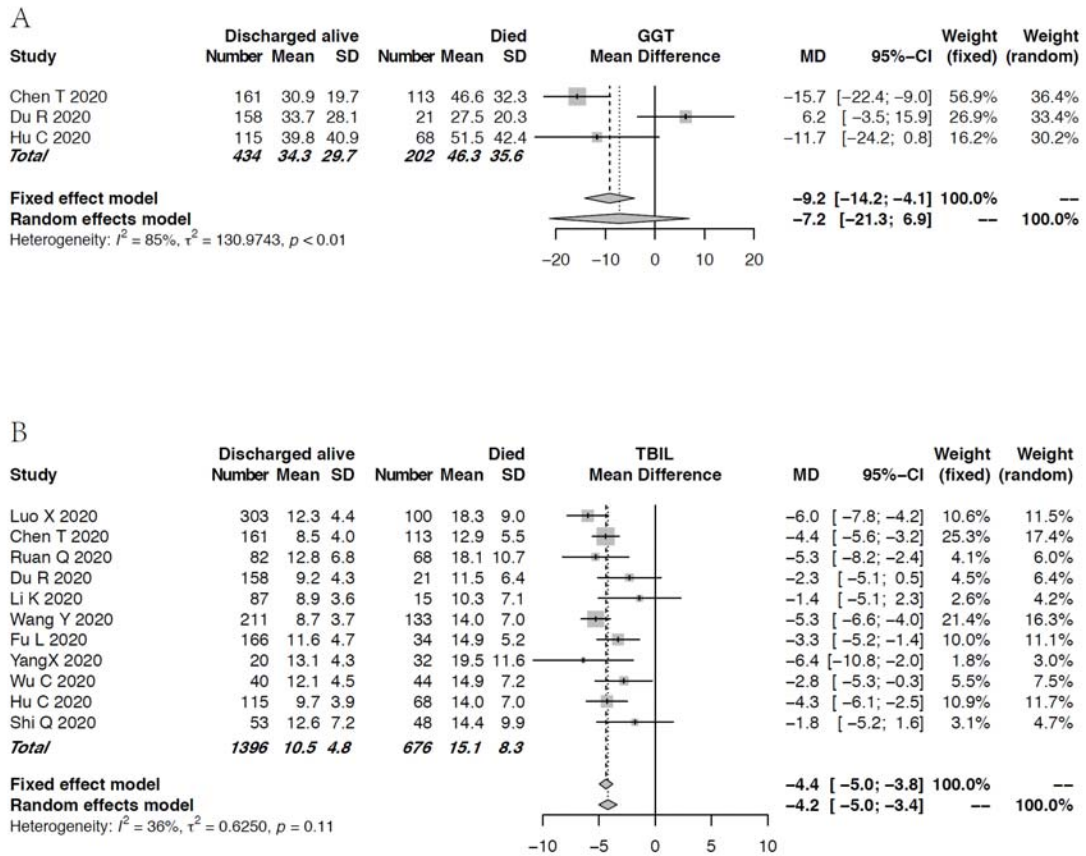 A
Discharged alive Died GGT Weight Weight
Study Number Mean SD Number Mean SD Mean Difference MD 95%−CI (fixed) (random)
Chen T 2020 161 30.9 19.7 113 46.6 32.3 −15.7 [−22.4; −9.0] 56.9% 36.4%
Du R 2020 158 33.7 28.1 21 27.5 20.3 6.2 [ −3.5; 15.9] 26.9% 33.4%
Hu C 2020 115 39.8 40.9 68 51.5 42.4 −11.7 [−24.2; 0.8] 16.2% 30.2%
Total 434 34.3 29.7 202 46.3 35.6
Fixed effect model −9.2 [−14.2; −4.1] 100.0% −−
Random effects model −7.2 [−21.3; 6.9] −− 100.0%
Heterogeneity: I² = 85%, τ² = 130.9743, p < 0.01
−20 −10 0 10 20
B
Discharged alive Died TBIL Weight Weight
Study Number Mean SD Number Mean SD Mean Difference MD 95%−CI (fixed) (random)
Luo X 2020 303 12.3 4.4 100 18.3 9.0 −6.0 [ −7.8; −4.2] 10.6% 11.5%
Chen T 2020 161 8.5 4.0 113 12.9 5.5 −4.4 [ −5.6; −3.2] 25.3% 17.4%
Ruan Q 2020 82 12.8 6.8 68 18.1 10.7 −5.3 [ −8.2; −2.4] 4.1% 6.0%
Du R 2020 158 9.2 4.3 21 11.5 6.4 −2.3 [ −5.1; 0.5] 4.5% 6.4%
Li K 2020 87 8.9 3.6 15 10.3 7.1 −1.4 [ −5.1; 2.3] 2.6% 4.2%
Wang Y 2020 211 8.7 3.7 133 14.0 7.0 −5.3 [ −6.6; −4.0] 21.4% 16.3%
Fu L 2020 166 11.6 4.7 34 14.9 5.2 −3.3 [ −5.2; −1.4] 10.0% 11.1%
YangX 2020 20 13.1 4.3 32 19.5 11.6 −6.4 [−10.8; −2.0] 1.8% 3.0%
Wu C 2020 40 12.1 4.5 44 14.9 7.2 −2.8 [ −5.3; −0.3] 5.5% 7.5%
Hu C 2020 115 9.7 3.9 68 14.0 7.0 −4.3 [ −6.1; −2.5] 10.9% 11.7%
Shi Q 2020 53 12.6 7.2 48 14.4 9.9 −1.8 [ −5.2; 1.6] 3.1% 4.7%
Total 1396 10.5 4.8 676 15.1 8.3
Fixed effect model −4.4 [ −5.0; −3.8] 100.0% −−
Random effects model −4.2 [ −5.0; −3.4] −− 100.0%
Heterogeneity: I² = 36%, τ² = 0.6250, p = 0.11
−10 −5 0 5 10